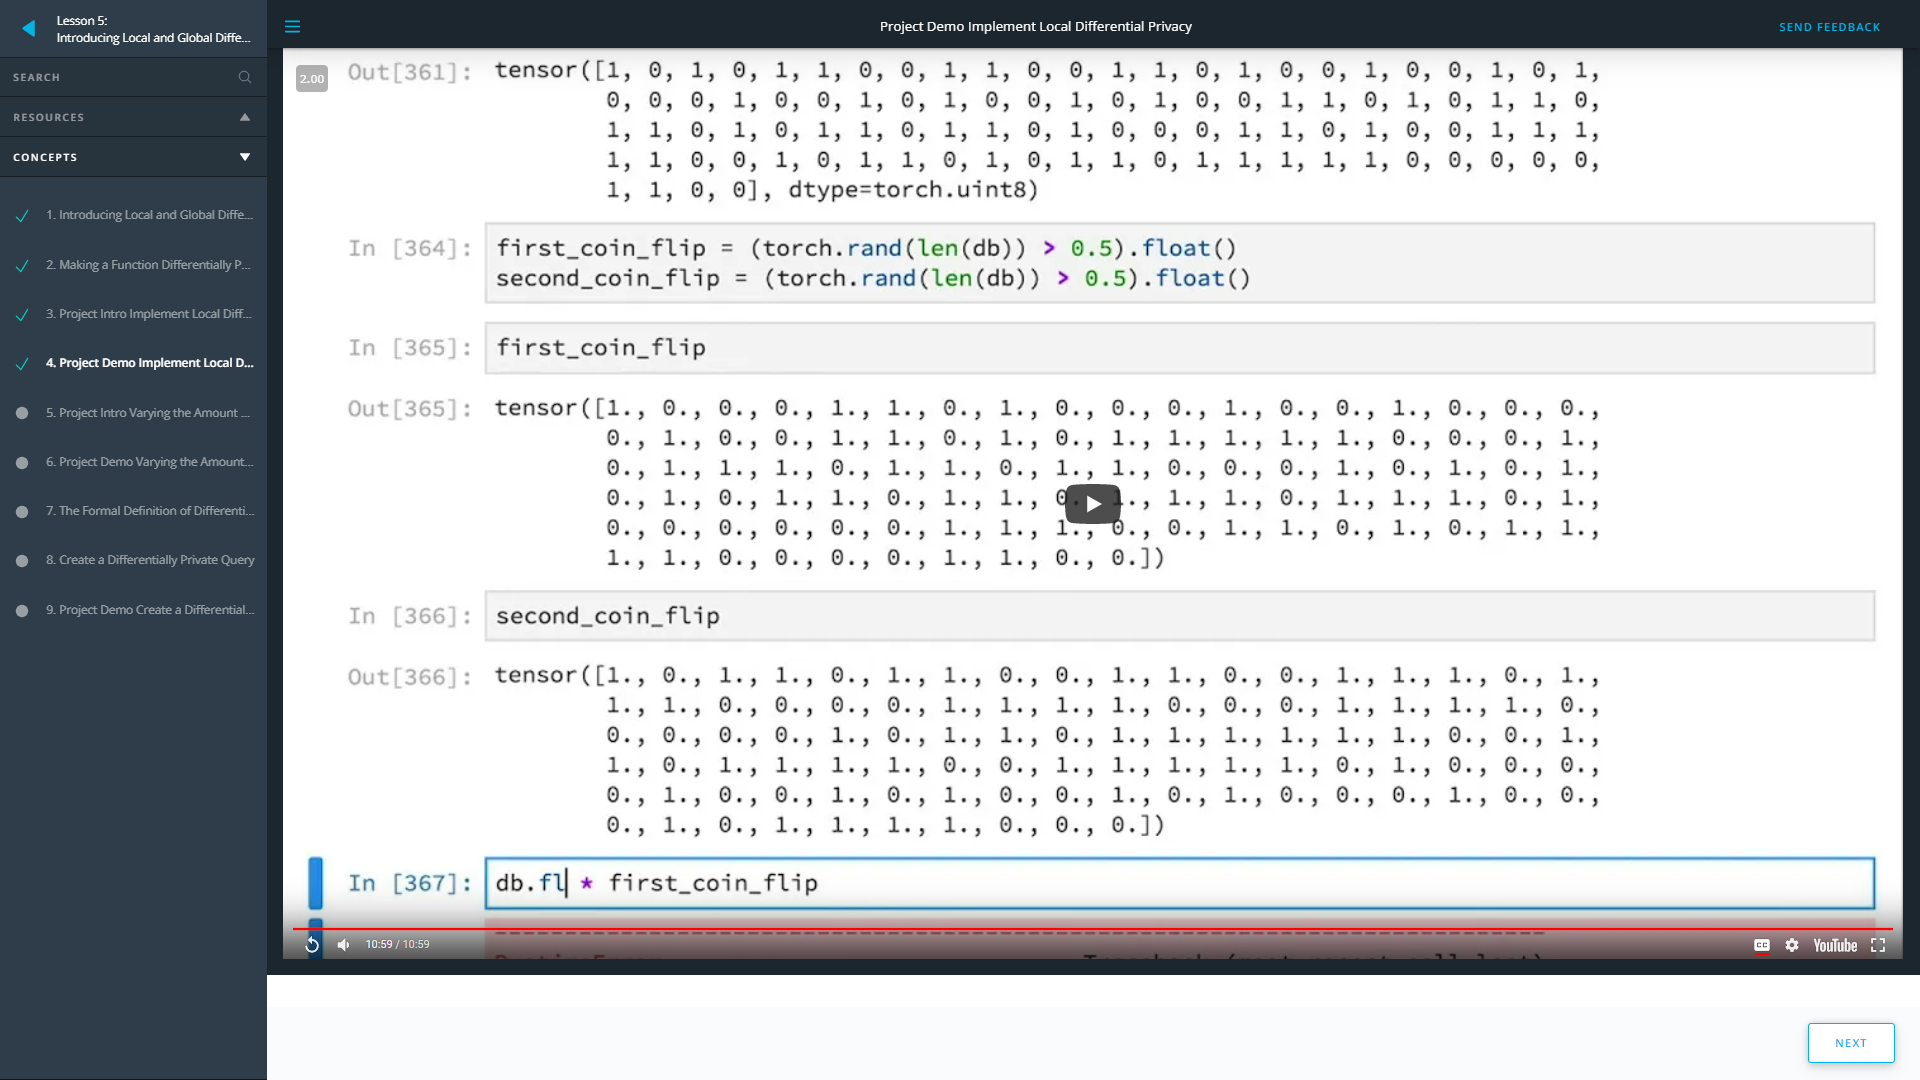 Lesson 5:
Introducing Local and Global Diffe...
Project Demo Implement Local Differential Privacy
SEND FEEDBACK
SEARCH
RESOURCES
CONCEPTS
1. Introducing Local and Global Diffe...
2. Making a Function Differentially P...
3. Project Intro Implement Local Diff...
4. Project Demo Implement Local D...
5. Project Intro Varying the Amount ...
6. Project Demo Varying the Amount...
7. The Formal Definition of Differenti...
8. Create a Differentially Private Query
9. Project Demo Create a Differential...
2.00
Out[361]: tensor([1, 0, 1, 0, 1, 1, 0, 0, 1, 1, 0, 0, 1, 1, 0, 1, 0, 0, 1, 0, 0, 1, 0, 1,
0, 0, 0, 1, 0, 0, 1, 0, 1, 0, 0, 1, 0, 1, 0, 0, 1, 1, 0, 1, 0, 1, 1, 0,
1, 1, 0, 1, 0, 1, 1, 0, 1, 1, 0, 1, 0, 0, 0, 1, 1, 0, 1, 0, 0, 1, 1, 1,
1, 1, 0, 0, 1, 0, 1, 1, 0, 1, 0, 1, 1, 0, 1, 1, 1, 1, 1, 0, 0, 0, 0, 0,
1, 1, 0, 0], dtype=torch.uint8)
In [364]: first_coin_flip = (torch.rand(len(db)) > 0.5).float()
second_coin_flip = (torch.rand(len(db)) > 0.5).float()
In [365]: first_coin_flip
Out[365]: tensor([1., 0., 0., 0., 1., 1., 0., 1., 0., 0., 0., 1., 0., 0., 1., 0., 0., 0.,
0., 1., 0., 0., 1., 1., 0., 1., 0., 1., 1., 1., 1., 1., 0., 0., 0., 1.,
0., 1., 1., 1., 0., 1., 1., 0., 1., 1., 0., 0., 0., 1., 0., 1., 0., 1.,
0., 1., 0., 1., 1., 0., 1., 1., 0., 1., 1., 1., 0., 1., 1., 1., 0., 1.,
0., 0., 0., 0., 0., 0., 1., 1., 1., 0., 0., 1., 1., 0., 1., 0., 1., 1.,
1., 1., 0., 0., 0., 0., 1., 1., 0., 0.])
In [366]: second_coin_flip
Out[366]: tensor([1., 0., 1., 1., 0., 1., 1., 0., 0., 1., 1., 0., 0., 1., 1., 1., 0., 1.,
1., 1., 0., 0., 0., 0., 1., 1., 1., 1., 0., 0., 0., 1., 1., 1., 1., 0.,
0., 0., 0., 0., 1., 0., 1., 1., 0., 1., 1., 1., 1., 1., 1., 0., 0., 1.,
1., 0., 1., 1., 1., 1., 0., 0., 1., 1., 1., 1., 1., 0., 1., 0., 0., 0.,
0., 1., 0., 0., 1., 0., 1., 0., 0., 1., 0., 1., 0., 0., 0., 1., 0., 0.,
0., 1., 0., 1., 1., 1., 1., 0., 0., 0.])
In [367]: db.fl * first_coin_flip
10:59 / 10:59
CC
YouTube
NEXT